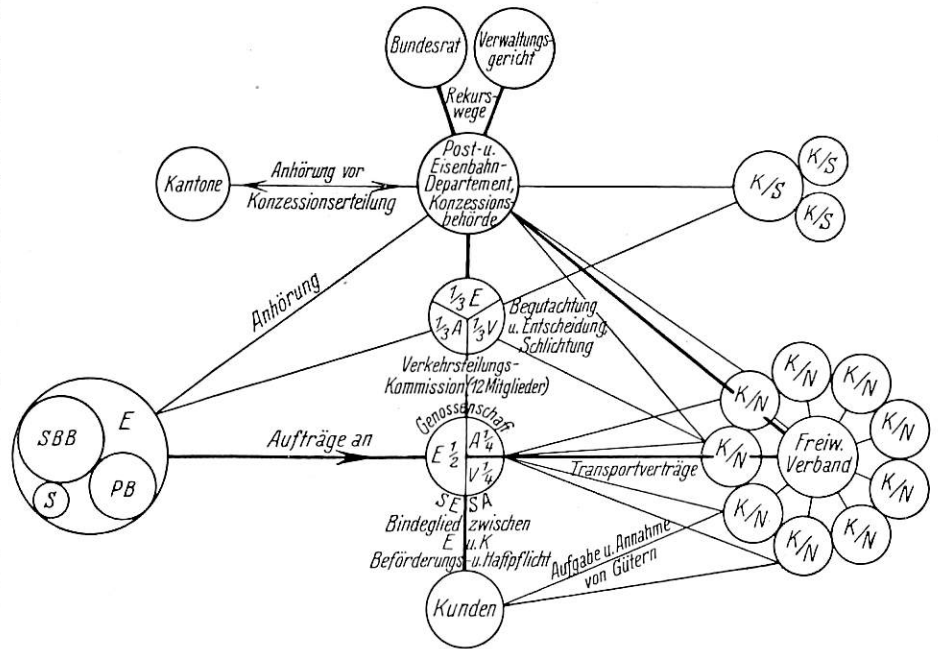 Bundesrat
Verwaltungs-
gericht
Rekurs-
wege
Post-u.
Eisenbahn-
Departement,
Konzessions-
behörde
Kantone
Anhörung vor
Konzessionserteilung
K/S
K/S
K/S
Anhörung
1/3 E
1/3 A
1/3 V
Begutachtung
u. Entscheidung,
Schlichtung
Verkehrsteilungs-
Kommission (12 Mitglieder)
SBB
E
S
PB
Aufträge an
Genossenschaft
E 1/2
A 1/4
V 1/4
SESA
Bindeglied zwischen
E u. K
Beförderungs-u. Haftpflicht
Kunden
Transportverträge
Aufgabe u. Annahme
von Gütern
Freiw.
Verband
K/N
K/N
K/N
K/N
K/N
K/N
K/N
K/N
K/N